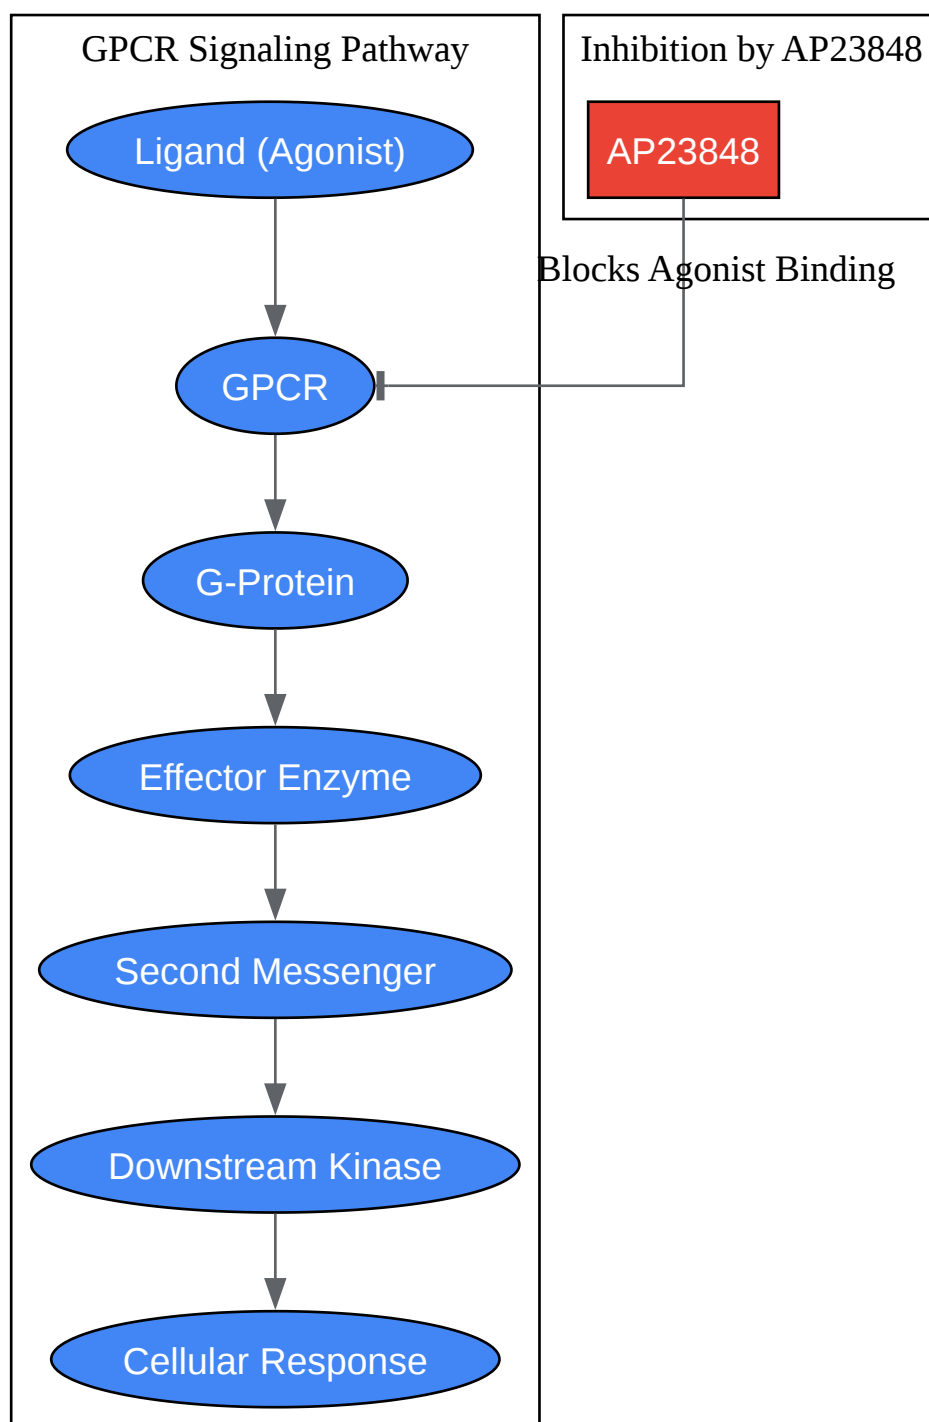 GPCR Signaling Pathway
Inhibition by AP23848
Ligand (Agonist)
AP23848
Blocks Agonist Binding
GPCR
G-Protein
Effector Enzyme
Second Messenger
Downstream Kinase
Cellular Response